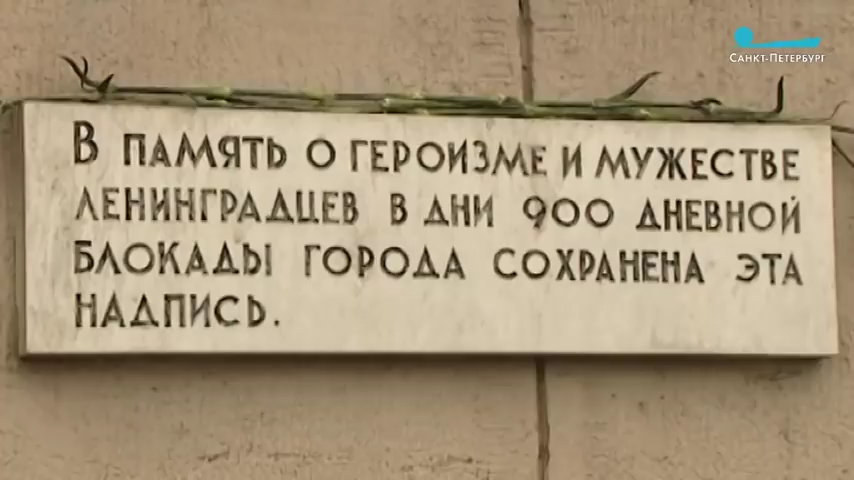 Санкт-Петербург
В ПАМЯТЬ О ГЕРОИЗМЕ И МУЖЕСТВЕ
ЛЕНИНГРАДЦЕВ В ДНИ 900 ДНЕВНОЙ
БЛОКАДЫ ГОРОДА СОХРАНЕНА ЭТА
НАДПИСЬ.